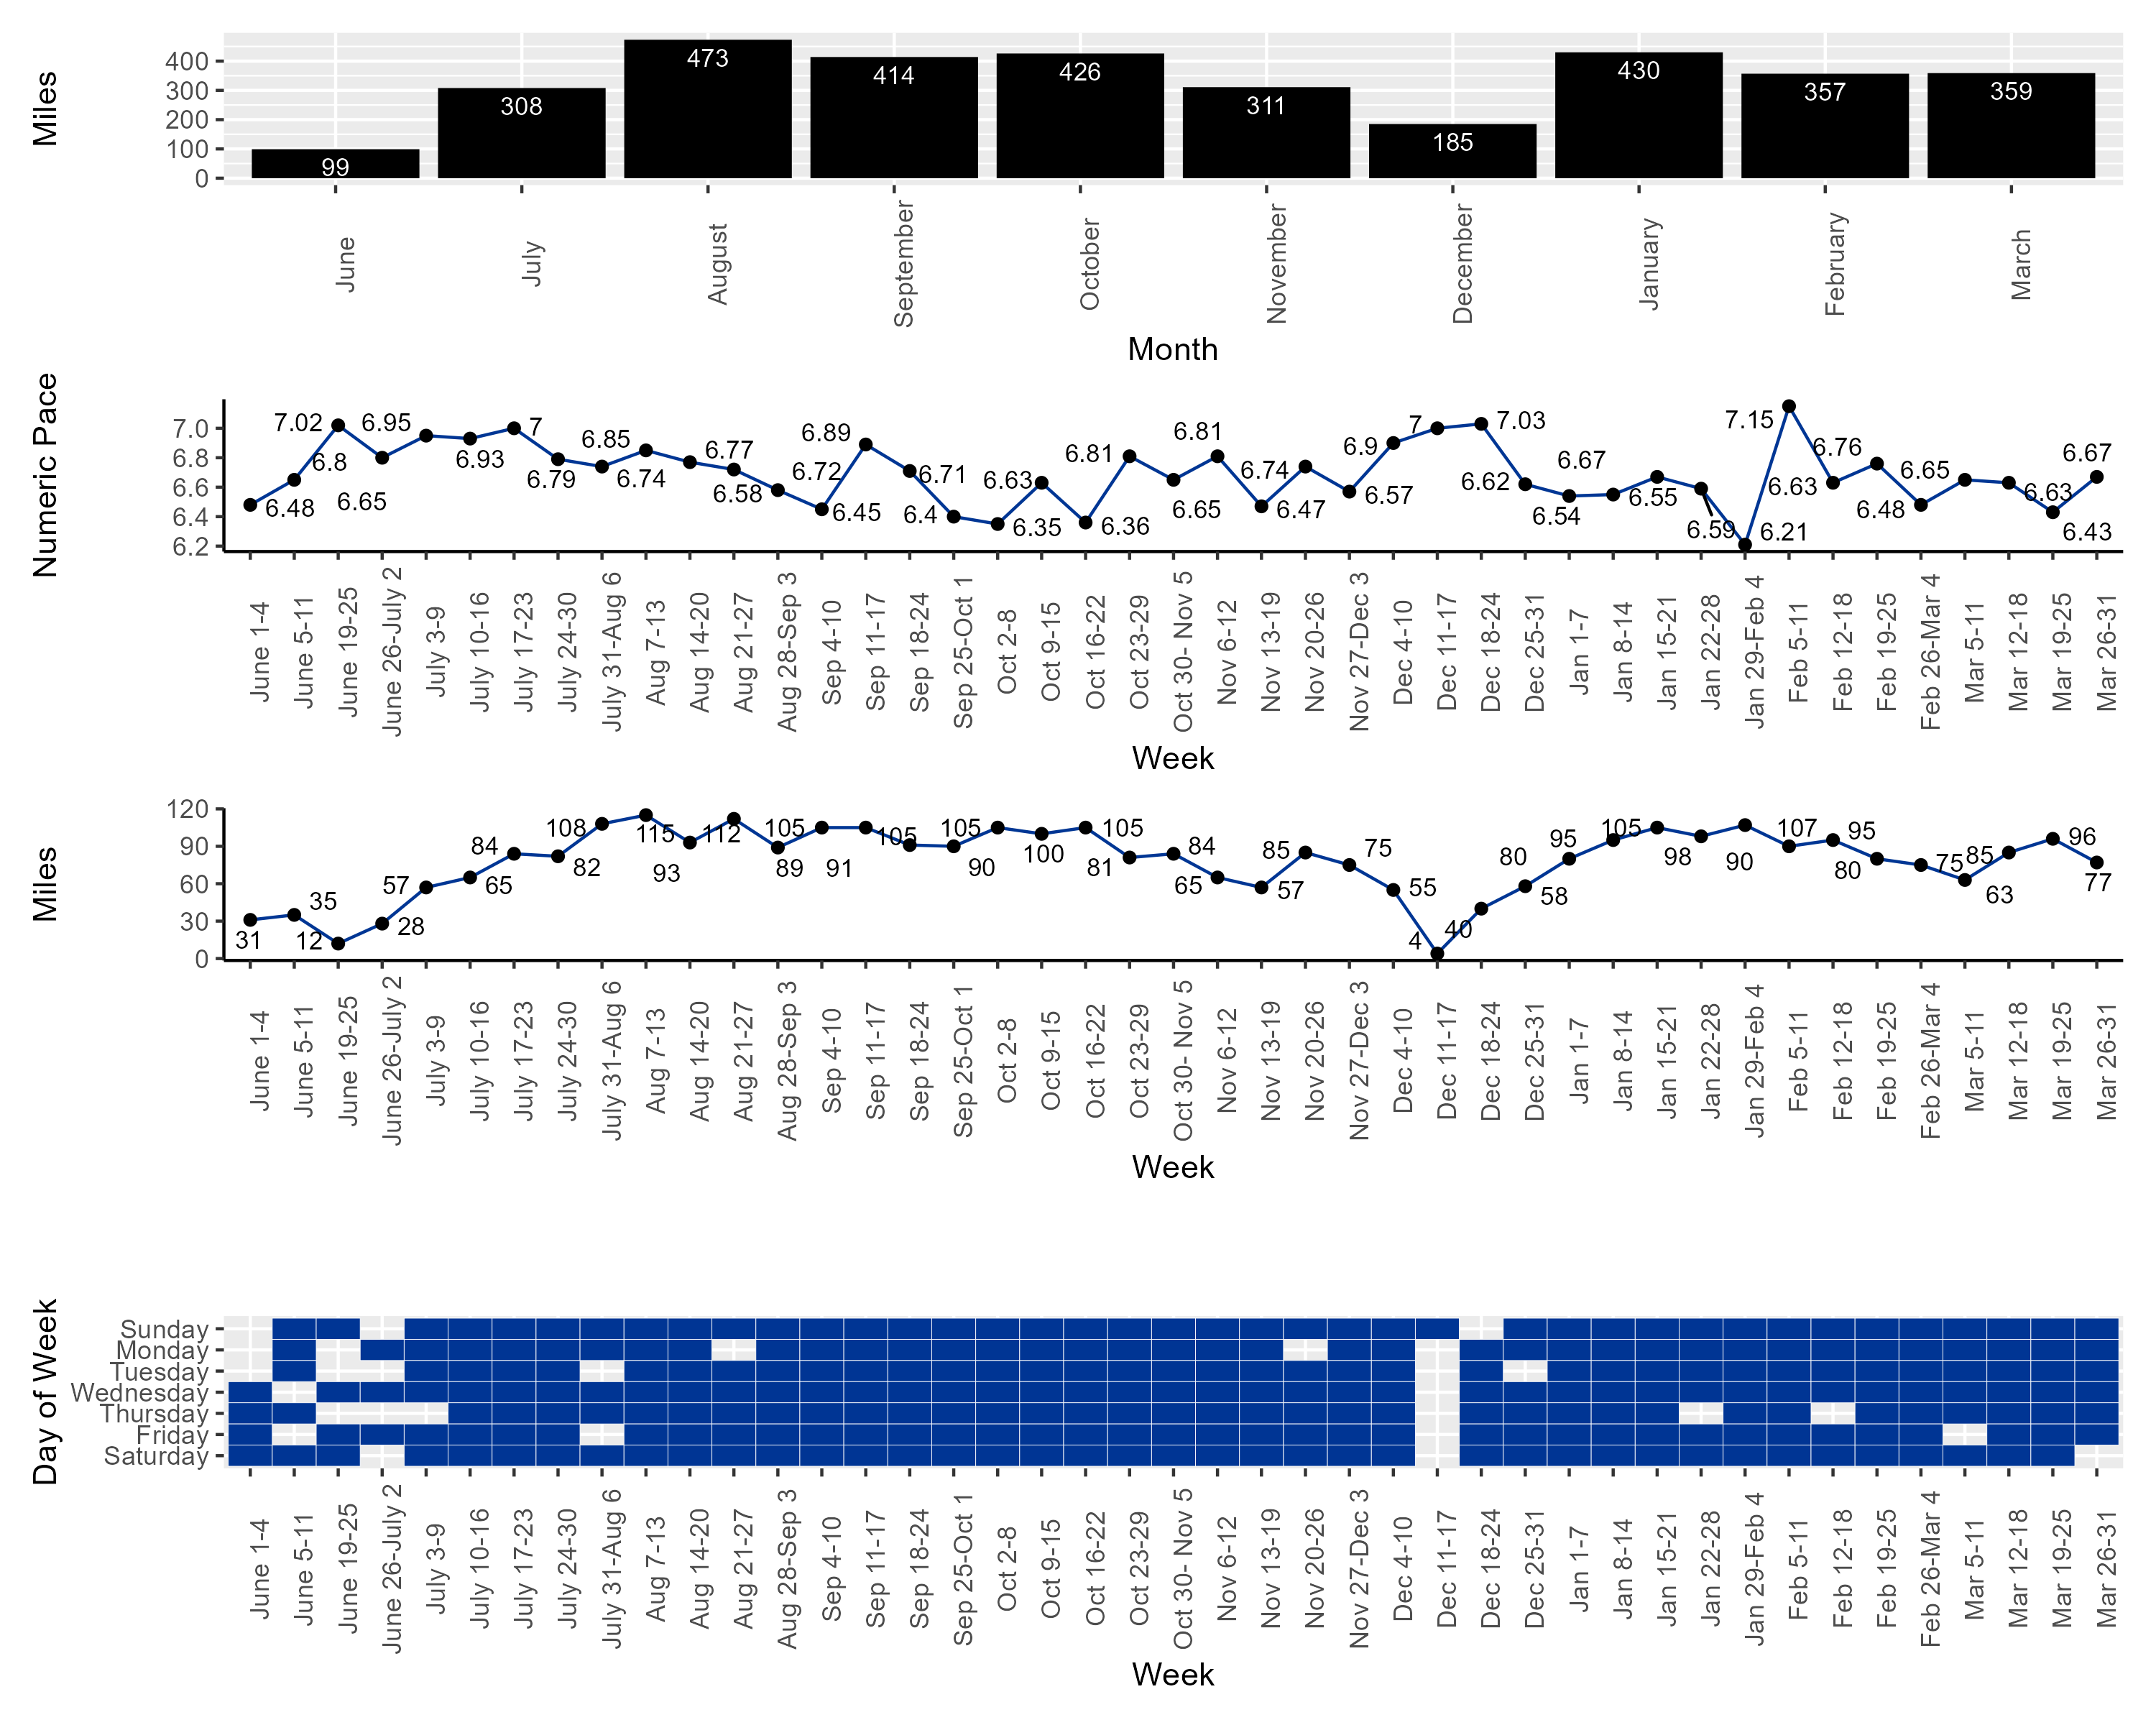 Miles
400
300
200
100
0
99
308
473
414
426
311
185
430
357
359
June
July
August
September
October
November
December
January
February
March
Month
Numeric Pace
7.0
6.8
6.6
6.4
6.2
6.48
6.65
7.02
6.8
6.95
6.93
7
6.79
6.74
6.85
6.77
6.72
6.58
6.45
6.89
6.71
6.4
6.35
6.63
6.36
6.81
6.65
6.81
6.47
6.74
6.57
6.9
7
7.03
6.62
6.54
6.55
6.67
6.59
6.21
7.15
6.63
6.76
6.48
6.65
6.63
6.43
6.67
June 1-4
June 5-11
June 19-25
June 26-July 2
July 3-9
July 10-16
July 17-23
July 24-30
July 31-Aug 6
Aug 7-13
Aug 14-20
Aug 21-27
Aug 28-Sep 3
Sep 4-10
Sep 11-17
Sep 18-24
Sep 25-Oct 1
Oct 2-8
Oct 9-15
Oct 16-22
Oct 23-29
Oct 30- Nov 5
Nov 6-12
Nov 13-19
Nov 20-26
Nov 27-Dec 3
Dec 4-10
Dec 11-17
Dec 18-24
Dec 25-31
Jan 1-7
Jan 8-14
Jan 15-21
Jan 22-28
Jan 29-Feb 4
Feb 5-11
Feb 12-18
Feb 19-25
Feb 26-Mar 4
Mar 5-11
Mar 12-18
Mar 19-25
Mar 26-31
Week
Miles
120
90
60
30
0
31
35
12
28
57
65
84
82
108
115
93
112
89
105
105
91
90
105
100
105
81
84
65
57
85
75
55
4
40
58
80
95
105
98
107
90
95
80
75
63
85
96
77
June 1-4
June 5-11
June 19-25
June 26-July 2
July 3-9
July 10-16
July 17-23
July 24-30
July 31-Aug 6
Aug 7-13
Aug 14-20
Aug 21-27
Aug 28-Sep 3
Sep 4-10
Sep 11-17
Sep 18-24
Sep 25-Oct 1
Oct 2-8
Oct 9-15
Oct 16-22
Oct 23-29
Oct 30- Nov 5
Nov 6-12
Nov 13-19
Nov 20-26
Nov 27-Dec 3
Dec 4-10
Dec 11-17
Dec 18-24
Dec 25-31
Jan 1-7
Jan 8-14
Jan 15-21
Jan 22-28
Jan 29-Feb 4
Feb 5-11
Feb 12-18
Feb 19-25
Feb 26-Mar 4
Mar 5-11
Mar 12-18
Mar 19-25
Mar 26-31
Week
Day of Week
Sunday
Monday
Tuesday
Wednesday
Thursday
Friday
Saturday
June 1-4
June 5-11
June 19-25
June 26-July 2
July 3-9
July 10-16
July 17-23
July 24-30
July 31-Aug 6
Aug 7-13
Aug 14-20
Aug 21-27
Aug 28-Sep 3
Sep 4-10
Sep 11-17
Sep 18-24
Sep 25-Oct 1
Oct 2-8
Oct 9-15
Oct 16-22
Oct 23-29
Oct 30- Nov 5
Nov 6-12
Nov 13-19
Nov 20-26
Nov 27-Dec 3
Dec 4-10
Dec 11-17
Dec 18-24
Dec 25-31
Jan 1-7
Jan 8-14
Jan 15-21
Jan 22-28
Jan 29-Feb 4
Feb 5-11
Feb 12-18
Feb 19-25
Feb 26-Mar 4
Mar 5-11
Mar 12-18
Mar 19-25
Mar 26-31
Week